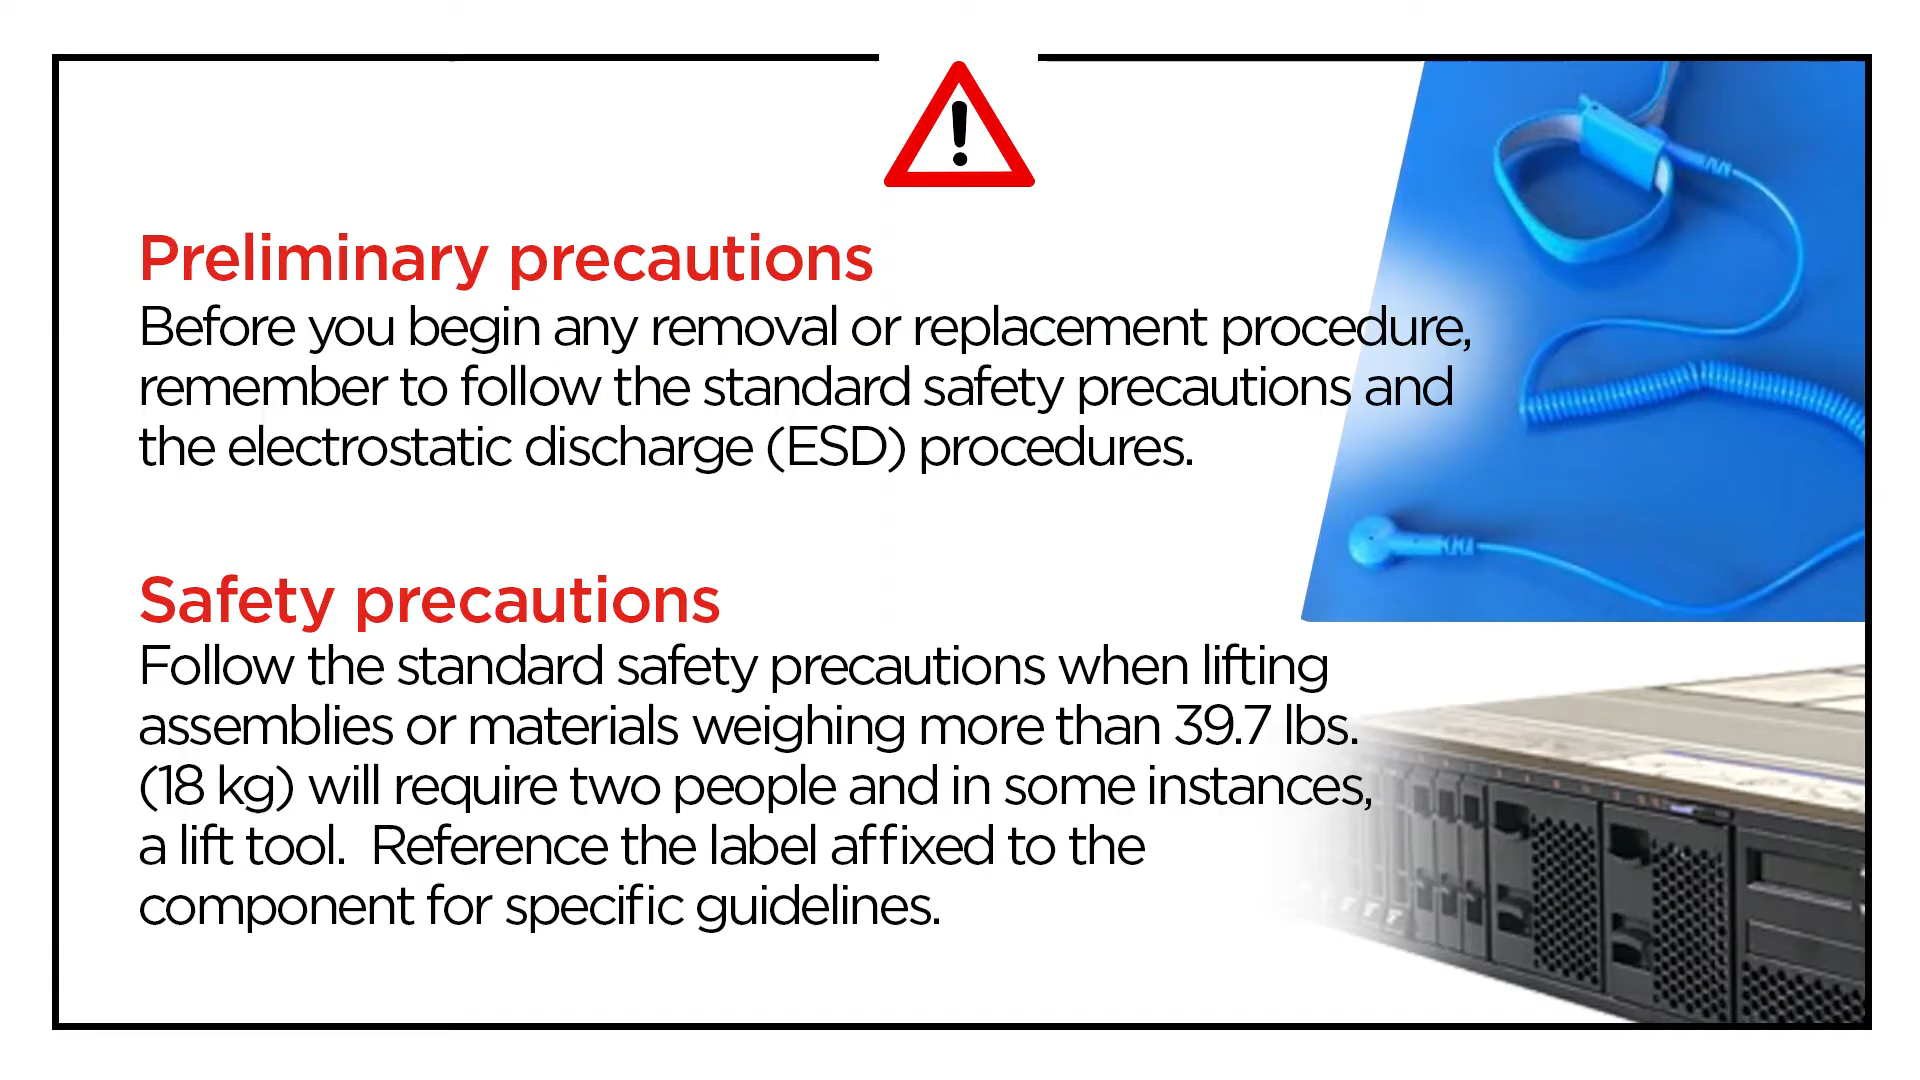 Preliminary precautions
Before you begin any removal or replacement procedure,
remember to follow the standard safety precautions and
the electrostatic discharge (ESD) procedures.
Safety precautions
Follow the standard safety precautions when lifting
assemblies or materials weighing more than 39.7 lbs.
(18 kg) will require two people and in some instances,
a lift tool.  Reference the label affixed to the
component for specific guidelines.